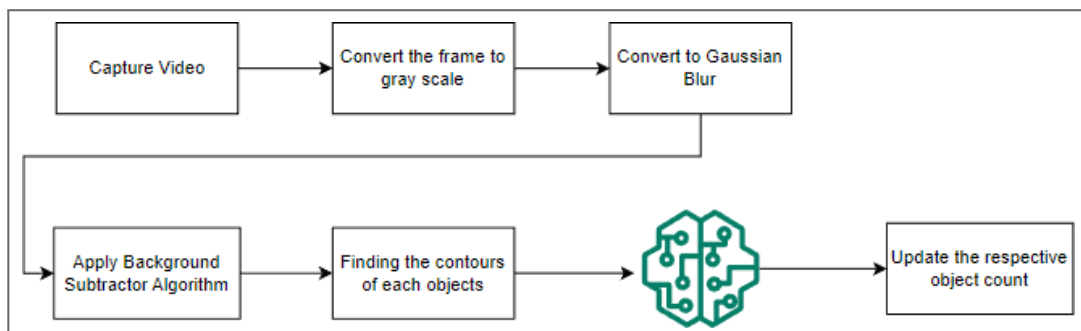 Capture Video
Convert the frame to
gray scale
Convert to Gaussian
Blur
Apply Background
Subtractor Algorithm
Finding the contours
of each objects
Update the respective
object count